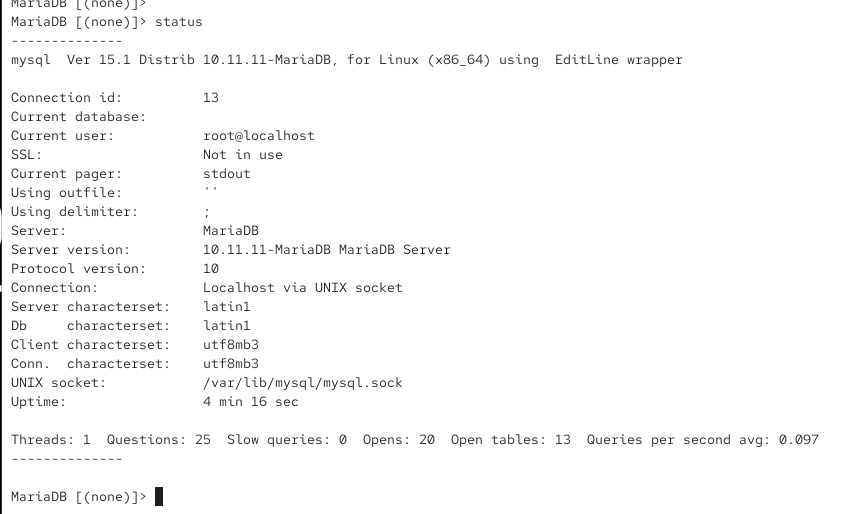 MariaDB [(none)]>
MariaDB [(none)]> status
--------------
mysql  Ver 15.1 Distrib 10.11.11-MariaDB, for Linux (x86_64) using  EditLine wrapper

Connection id:          13
Current database:
Current user:           root@localhost
SSL:                    Not in use
Current pager:          stdout
Using outfile:          ''
Using delimiter:        ;
Server:                 MariaDB
Server version:         10.11.11-MariaDB MariaDB Server
Protocol version:       10
Connection:             Localhost via UNIX socket
Server characterset:    latin1
Db     characterset:    latin1
Client characterset:    utf8mb3
Conn.  characterset:    utf8mb3
UNIX socket:            /var/lib/mysql/mysql.sock
Uptime:                 4 min 16 sec

Threads: 1  Questions: 25  Slow queries: 0  Opens: 20  Open tables: 13  Queries per second avg: 0.097
--------------

MariaDB [(none)]>